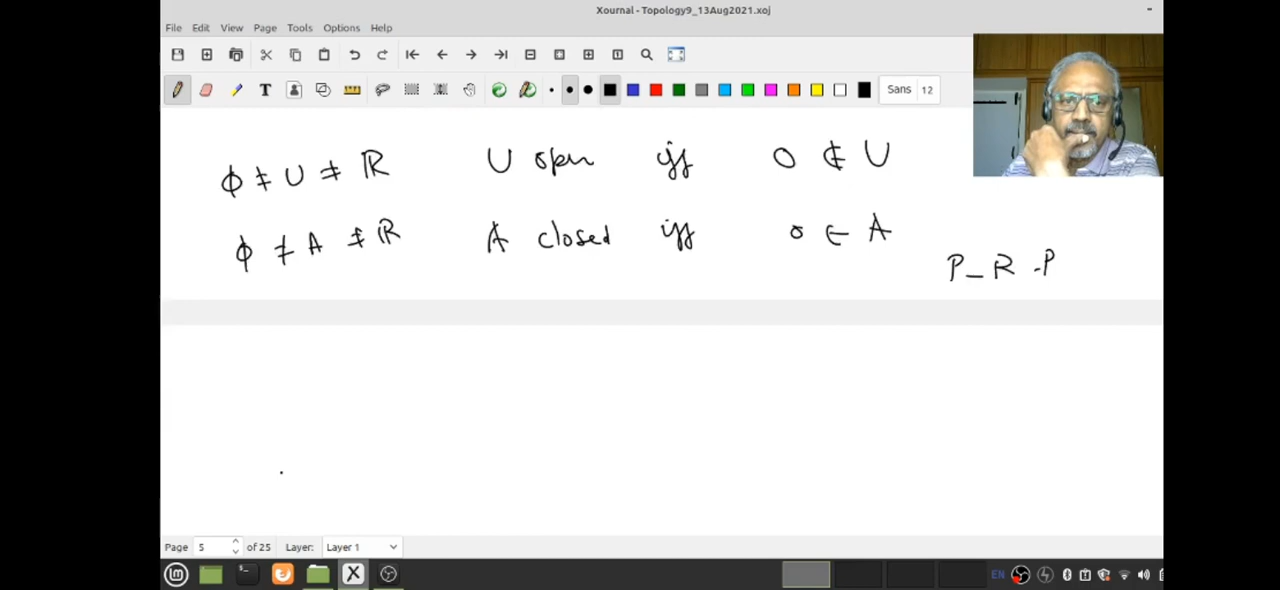 Xournal - Topology9_13Aug2021.xoj
File Edit View Page Tools Options Help
Sans 12
ϕ ≠ U ≠ ℝ U open iff 0 ∉ U
ϕ ≠ A ≠ ℝ A closed iff 0 ∈ A
P_R.P
Page 5 of 25 Layer: Layer 1
EN